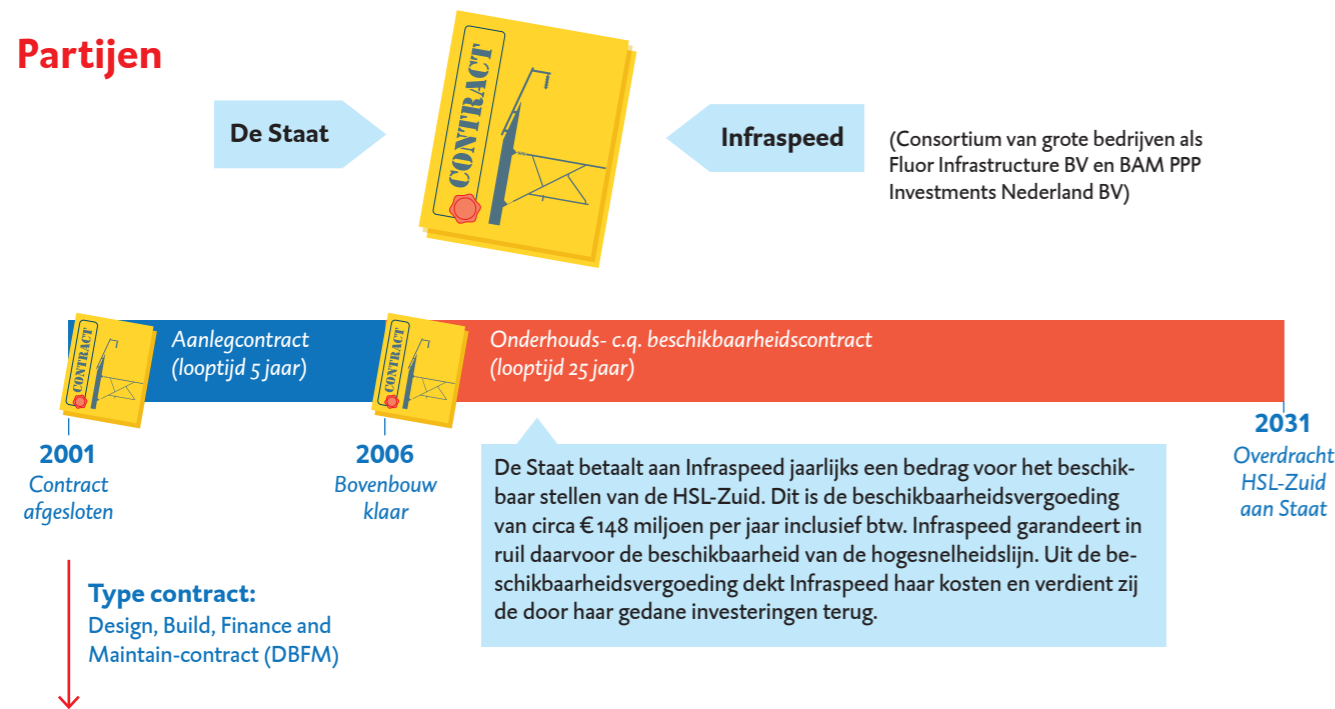 Partijen
De Staat
CONTRACT
Infraspeed
(Consortium van grote bedrijven als
Fluor Infrastructure BV en BAM PPP
Investments Nederland BV)
CONTRACT
Aanlegcontract
(looptijd 5 jaar)
CONTRACT
Onderhouds- c.q. beschikbaarheidscontract
(looptijd 25 jaar)
2001
Contract
afgesloten
2006
Bovenbouw
klaar
2031
Overdracht
HSL-Zuid
aan Staat
De Staat betaalt aan Infraspeed jaarlijks een bedrag voor het beschik-
baar stellen van de HSL-Zuid. Dit is de beschikbaarheidsvergoeding
van circa € 148 miljoen per jaar inclusief btw. Infraspeed garandeert in
ruil daarvoor de beschikbaarheid van de hogesnelheidslijn. Uit de be-
schikbaarheidsvergoeding dekt Infraspeed haar kosten en verdient zij
de door haar gedane investeringen terug.
Type contract:
Design, Build, Finance and
Maintain-contract (DBFM)